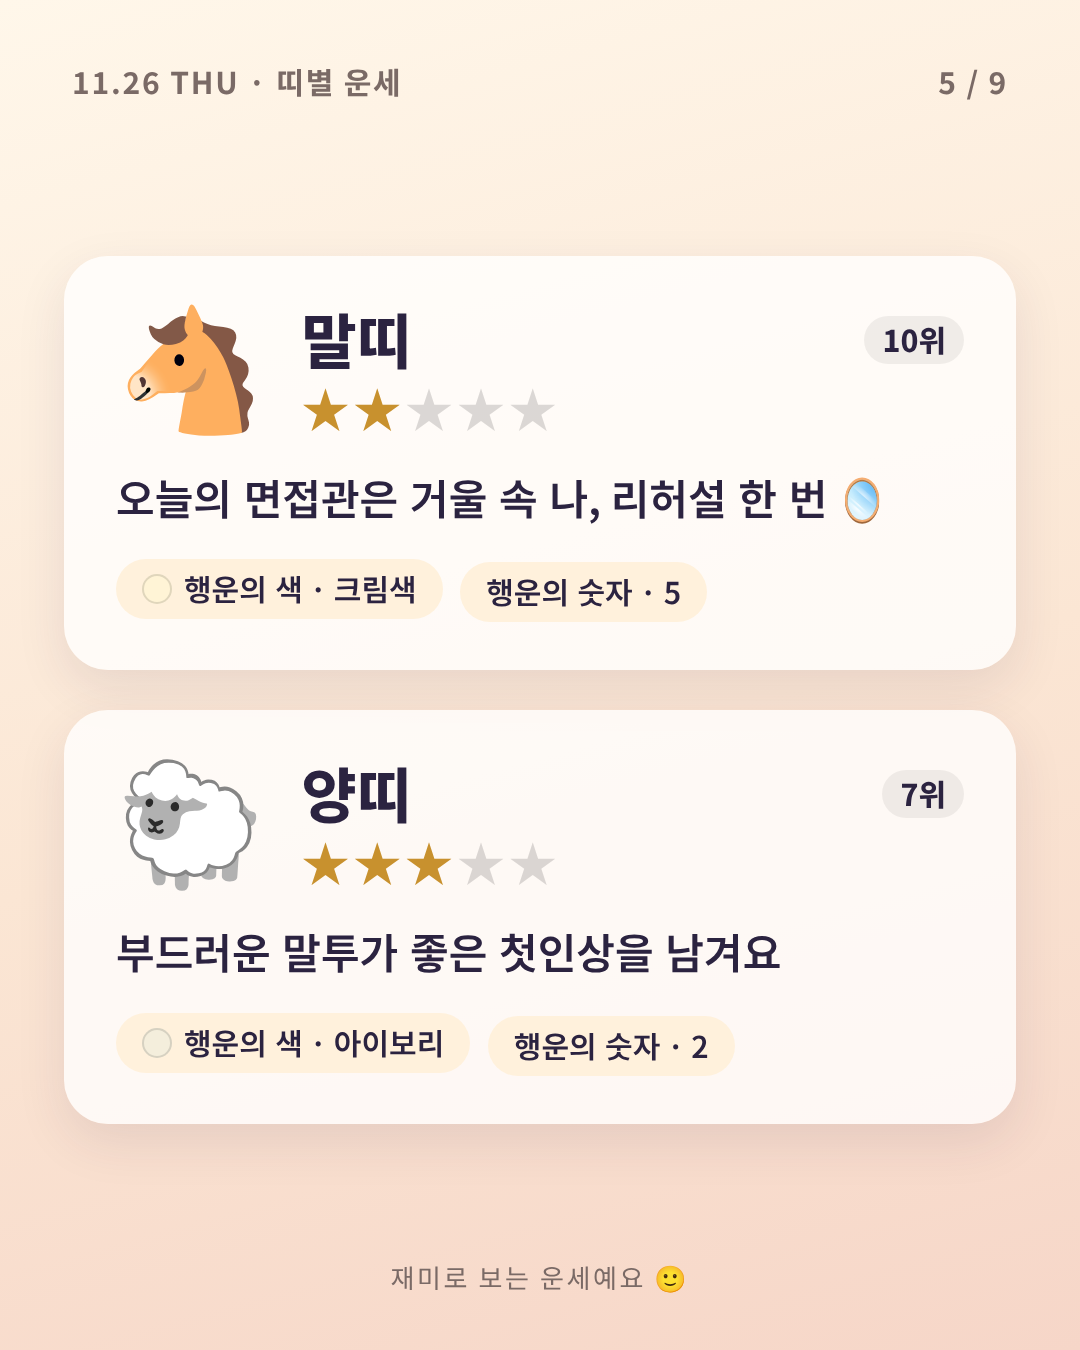 11.26 THU · 띠별 운세
5 / 9
말띠
10위
★★★★★
오늘의 면접관은 거울 속 나, 리허설 한 번 🪞
행운의 색 · 크림색
행운의 숫자 · 5
양띠
7위
★★★★★
부드러운 말투가 좋은 첫인상을 남겨요
행운의 색 · 아이보리
행운의 숫자 · 2
재미로 보는 운세예요 🙂